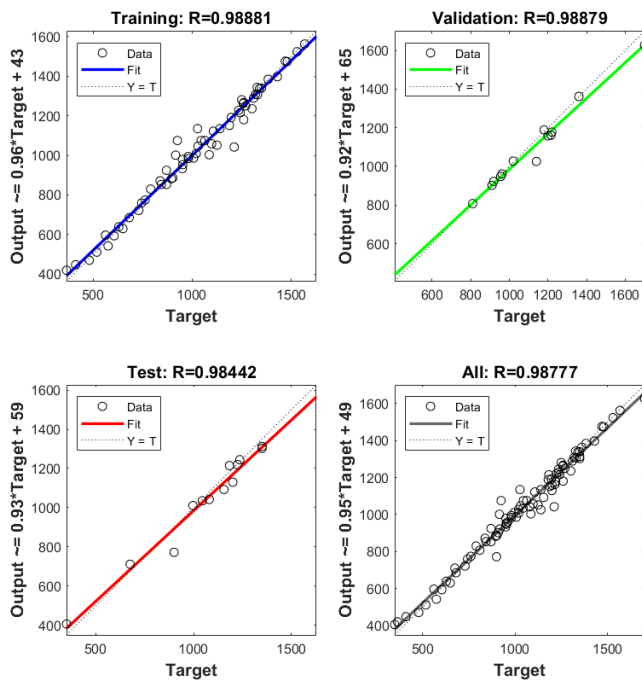 Training: R=0.98881
Output ~= 0.96*Target + 43
1600
1400
1200
1000
800
600
400
Data
Fit
Y = T
500
1000
1500
Target
Validation: R=0.98879
Output ~= 0.92*Target + 65
1600
1400
1200
1000
800
600
Data
Fit
Y = T
600
800
1000
1200
1400
1600
Target
Test: R=0.98442
Output ~= 0.93*Target + 59
1600
1400
1200
1000
800
600
400
Data
Fit
Y = T
500
1000
1500
Target
All: R=0.98777
Output ~= 0.95*Target + 49
1600
1400
1200
1000
800
600
400
Data
Fit
Y = T
500
1000
1500
Target